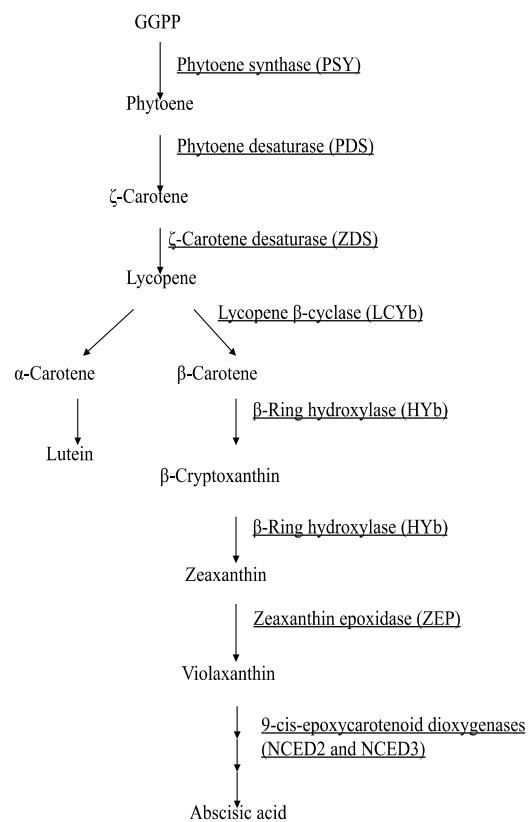 GGPP
Phytoene synthase (PSY)
Phytoene
Phytoene desaturase (PDS)
ζ-Carotene
ζ-Carotene desaturase (ZDS)
Lycopene
Lycopene β-cyclase (LCYb)
α-Carotene
β-Carotene
β-Ring hydroxylase (HYb)
Lutein
β-Cryptoxanthin
β-Ring hydroxylase (HYb)
Zeaxanthin
Zeaxanthin epoxidase (ZEP)
Violaxanthin
9-cis-epoxycarotenoid dioxygenases
(NCED2 and NCED3)
Abscisic acid